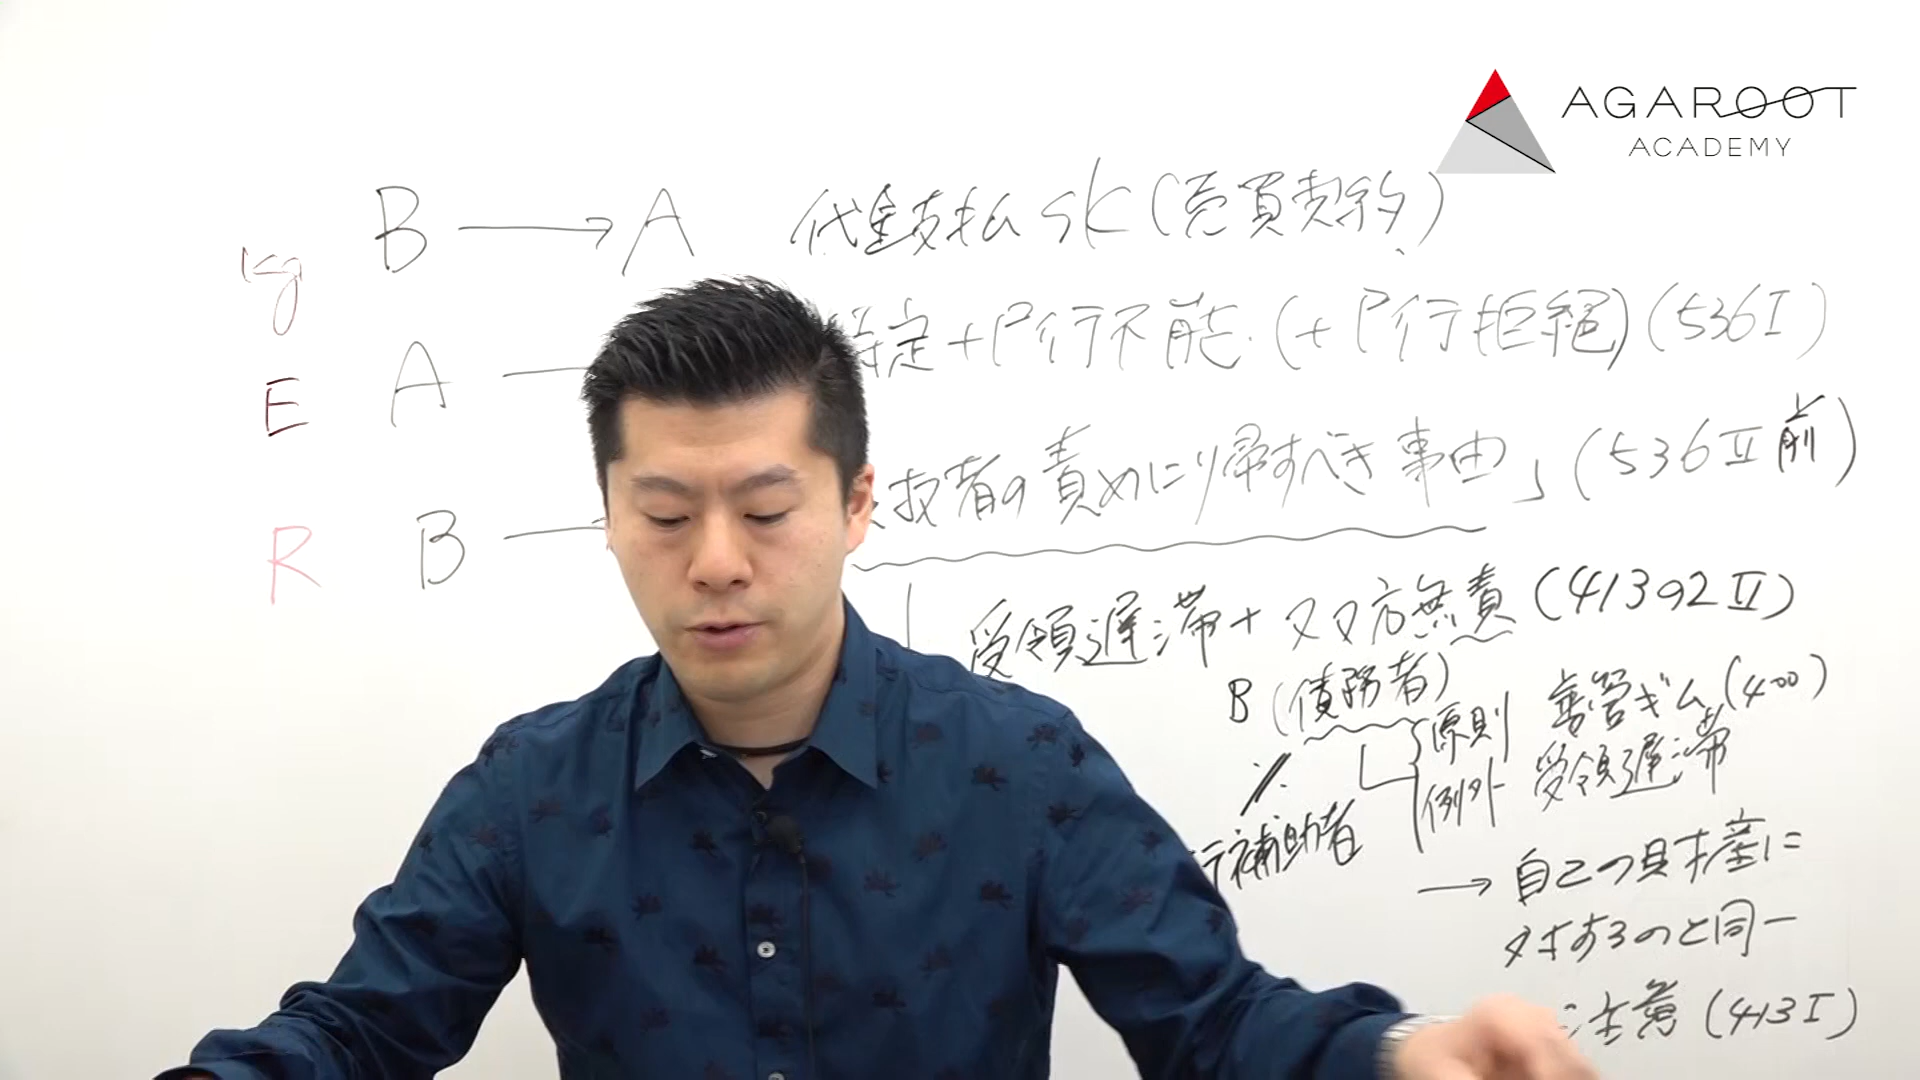 AGAROOT
ACADEMY
kg B → A 代金支払SK(売買契約)
E A 特定+P行不能(+P行拒絶)(536Ⅰ)
R B 権者の責めに帰すべき事由」(536Ⅱ前)
受領遅滞+双方無責(413の2Ⅱ)
B(債務者)
原則 善管ギム(400)
例外 受領遅滞
行補助者
→自己の財産に
対するのと同一
注意(413Ⅰ)